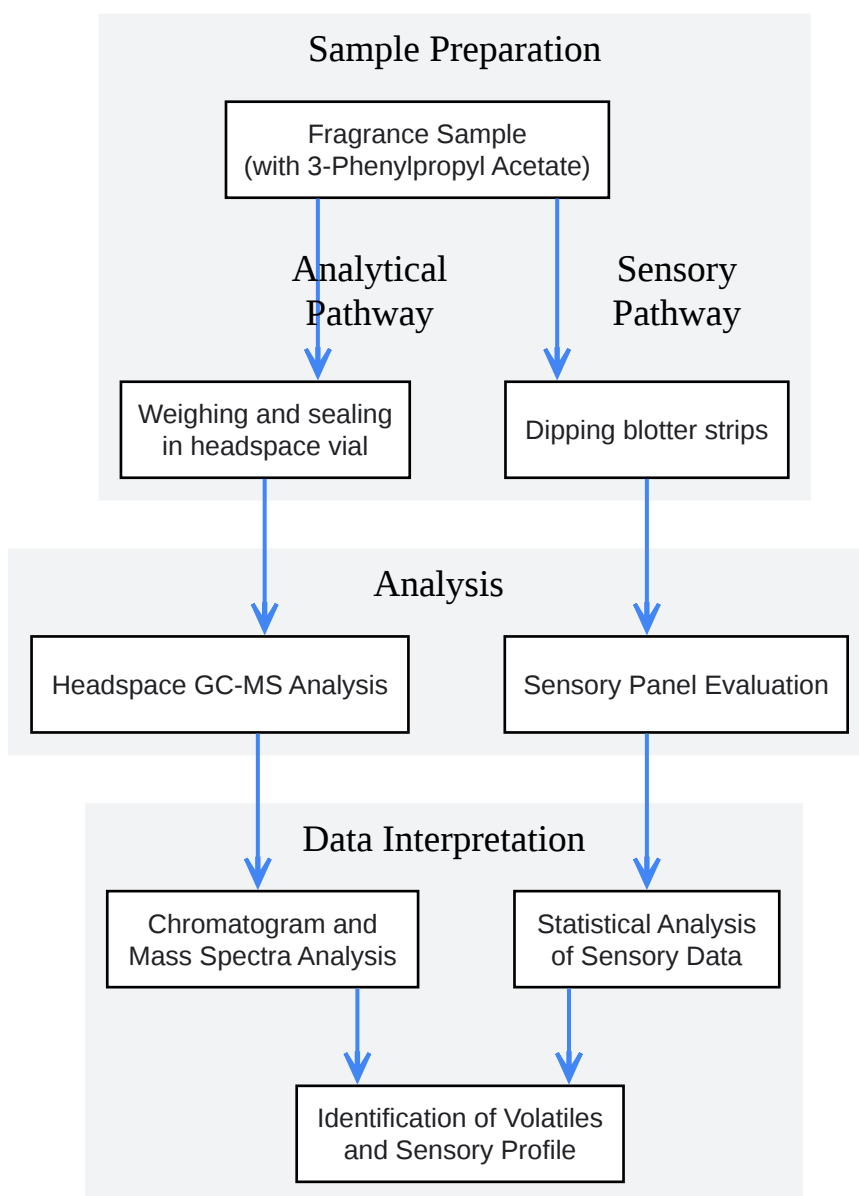 Sample Preparation
Fragrance Sample
(with 3-Phenylpropyl Acetate)
Analytical
Pathway
Sensory
Pathway
Weighing and sealing
in headspace vial
Dipping blotter strips
Analysis
Headspace GC-MS Analysis
Sensory Panel Evaluation
Data Interpretation
Chromatogram and
Mass Spectra Analysis
Statistical Analysis
of Sensory Data
Identification of Volatiles
and Sensory Profile